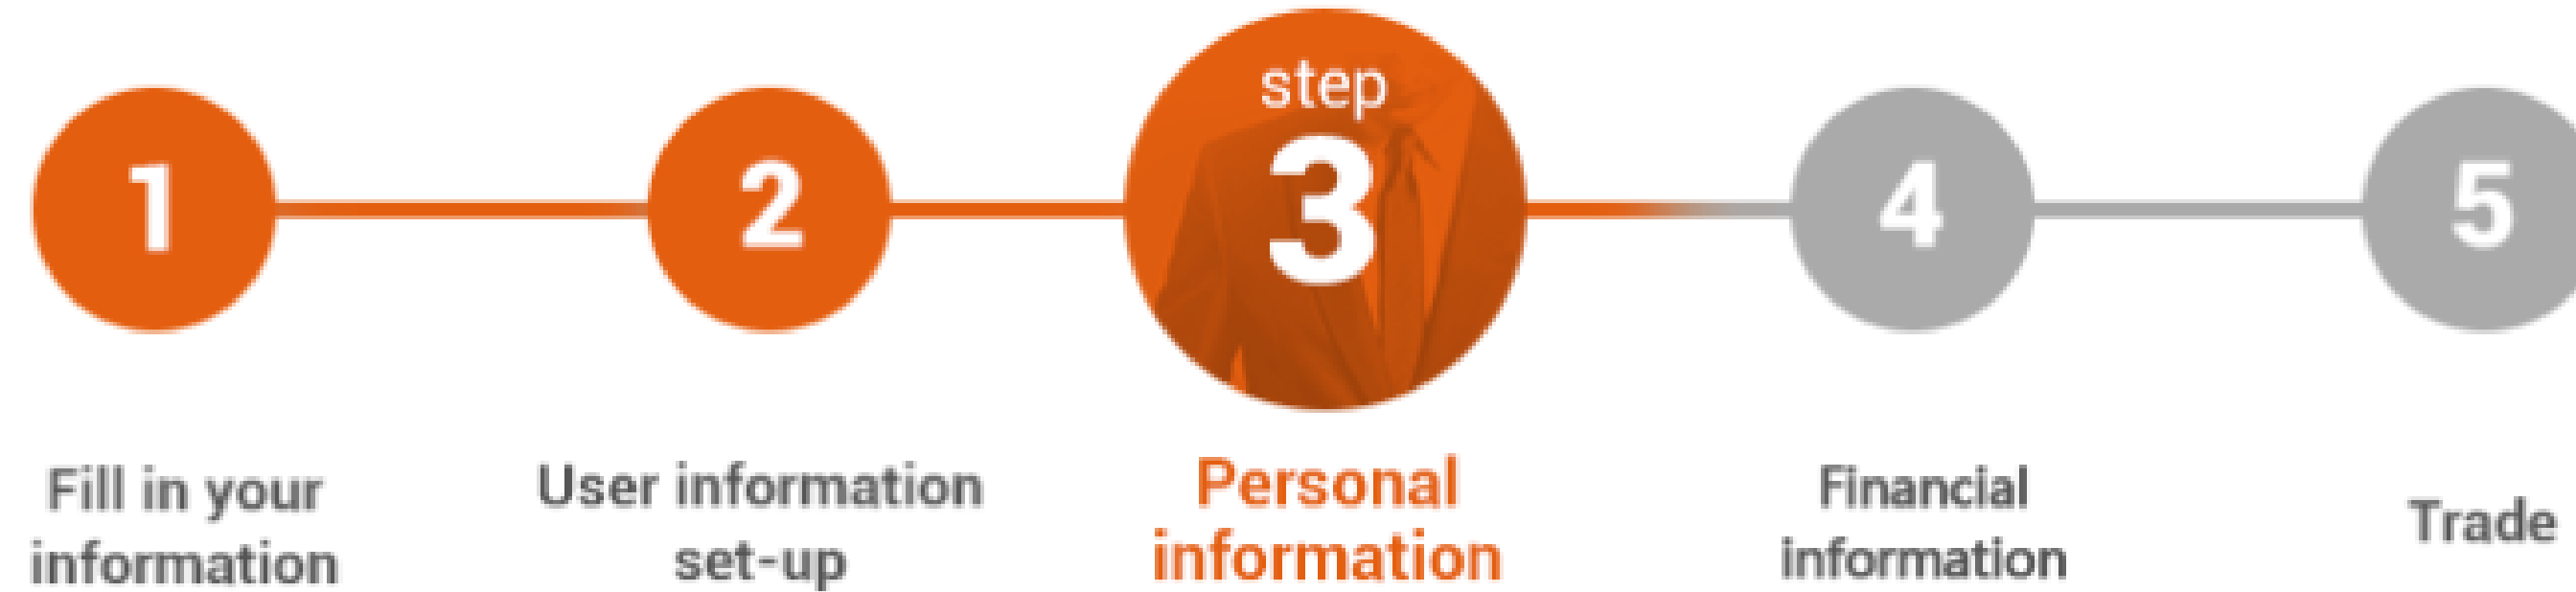 1
2
step
3
4
5
Fill in your
information
User information
set-up
Personal
information
Financial
information
Trade